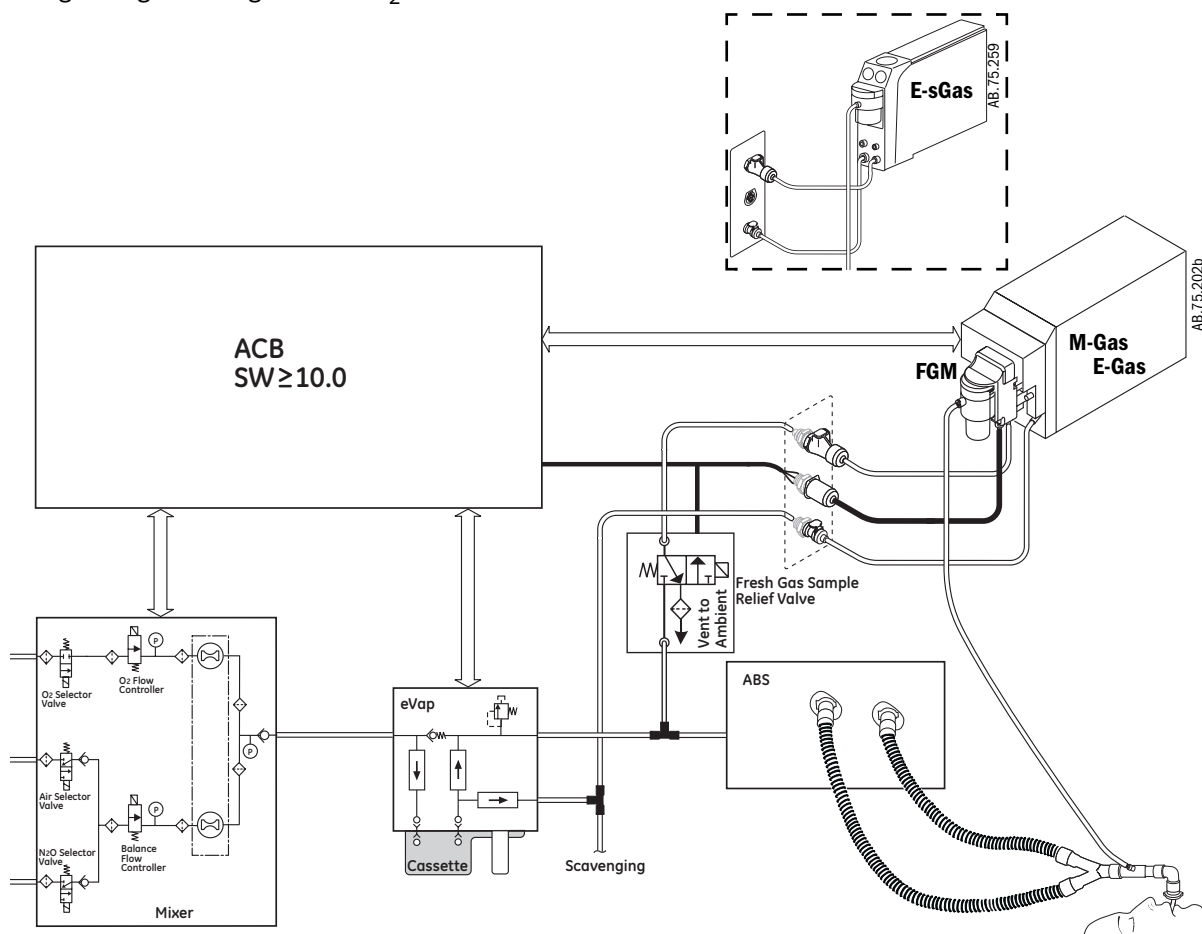 E-sGas
AB.75.259
ACB
SW≥10.0
M-Gas
E-Gas
FGM
AB.75.202b
Fresh Gas Sample
Relief Valve
Vent to
Ambient
P
O2 Selector
Valve
O2 Flow
Controller
P
Air Selector
Valve
P
N2O Selector
Valve
Balance
Flow
Controller
Mixer
eVap
Cassette
Scavenging
ABS